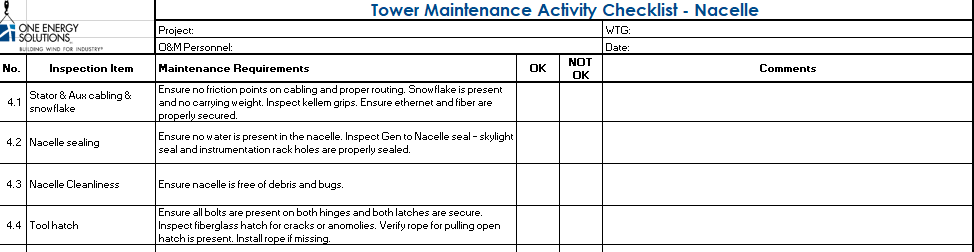 Tower Maintenance Activity Checklist - Nacelle
ONE ENERGY
SOLUTIONS
BUILDING WIND FOR INDUSTRY®
Project:
WTG:
O&M Personnel:
Date:
No.
Inspection Item
Maintenance Requirements
OK
NOT
OK
Comments
4.1
Stator & Aux cabling &
snowflake
Ensure no friction points on cabling and proper routing. Snowflake is present
and no carrying weight. Inspect kellem grips. Ensure ethernet and fiber are
properly secured.
4.2
Nacelle sealing
Ensure no water is present in the nacelle. Inspect Gen to Nacelle seal - skylight
seal and instrumentation rack holes are properly sealed.
4.3
Nacelle Cleanliness
Ensure nacelle is free of debris and bugs.
4.4
Tool hatch
Ensure all bolts are present on both hinges and both latches are secure.
Inspect fiberglass hatch for cracks or anomolies. Verify rope for pulling open
hatch is present. Install rope if missing.